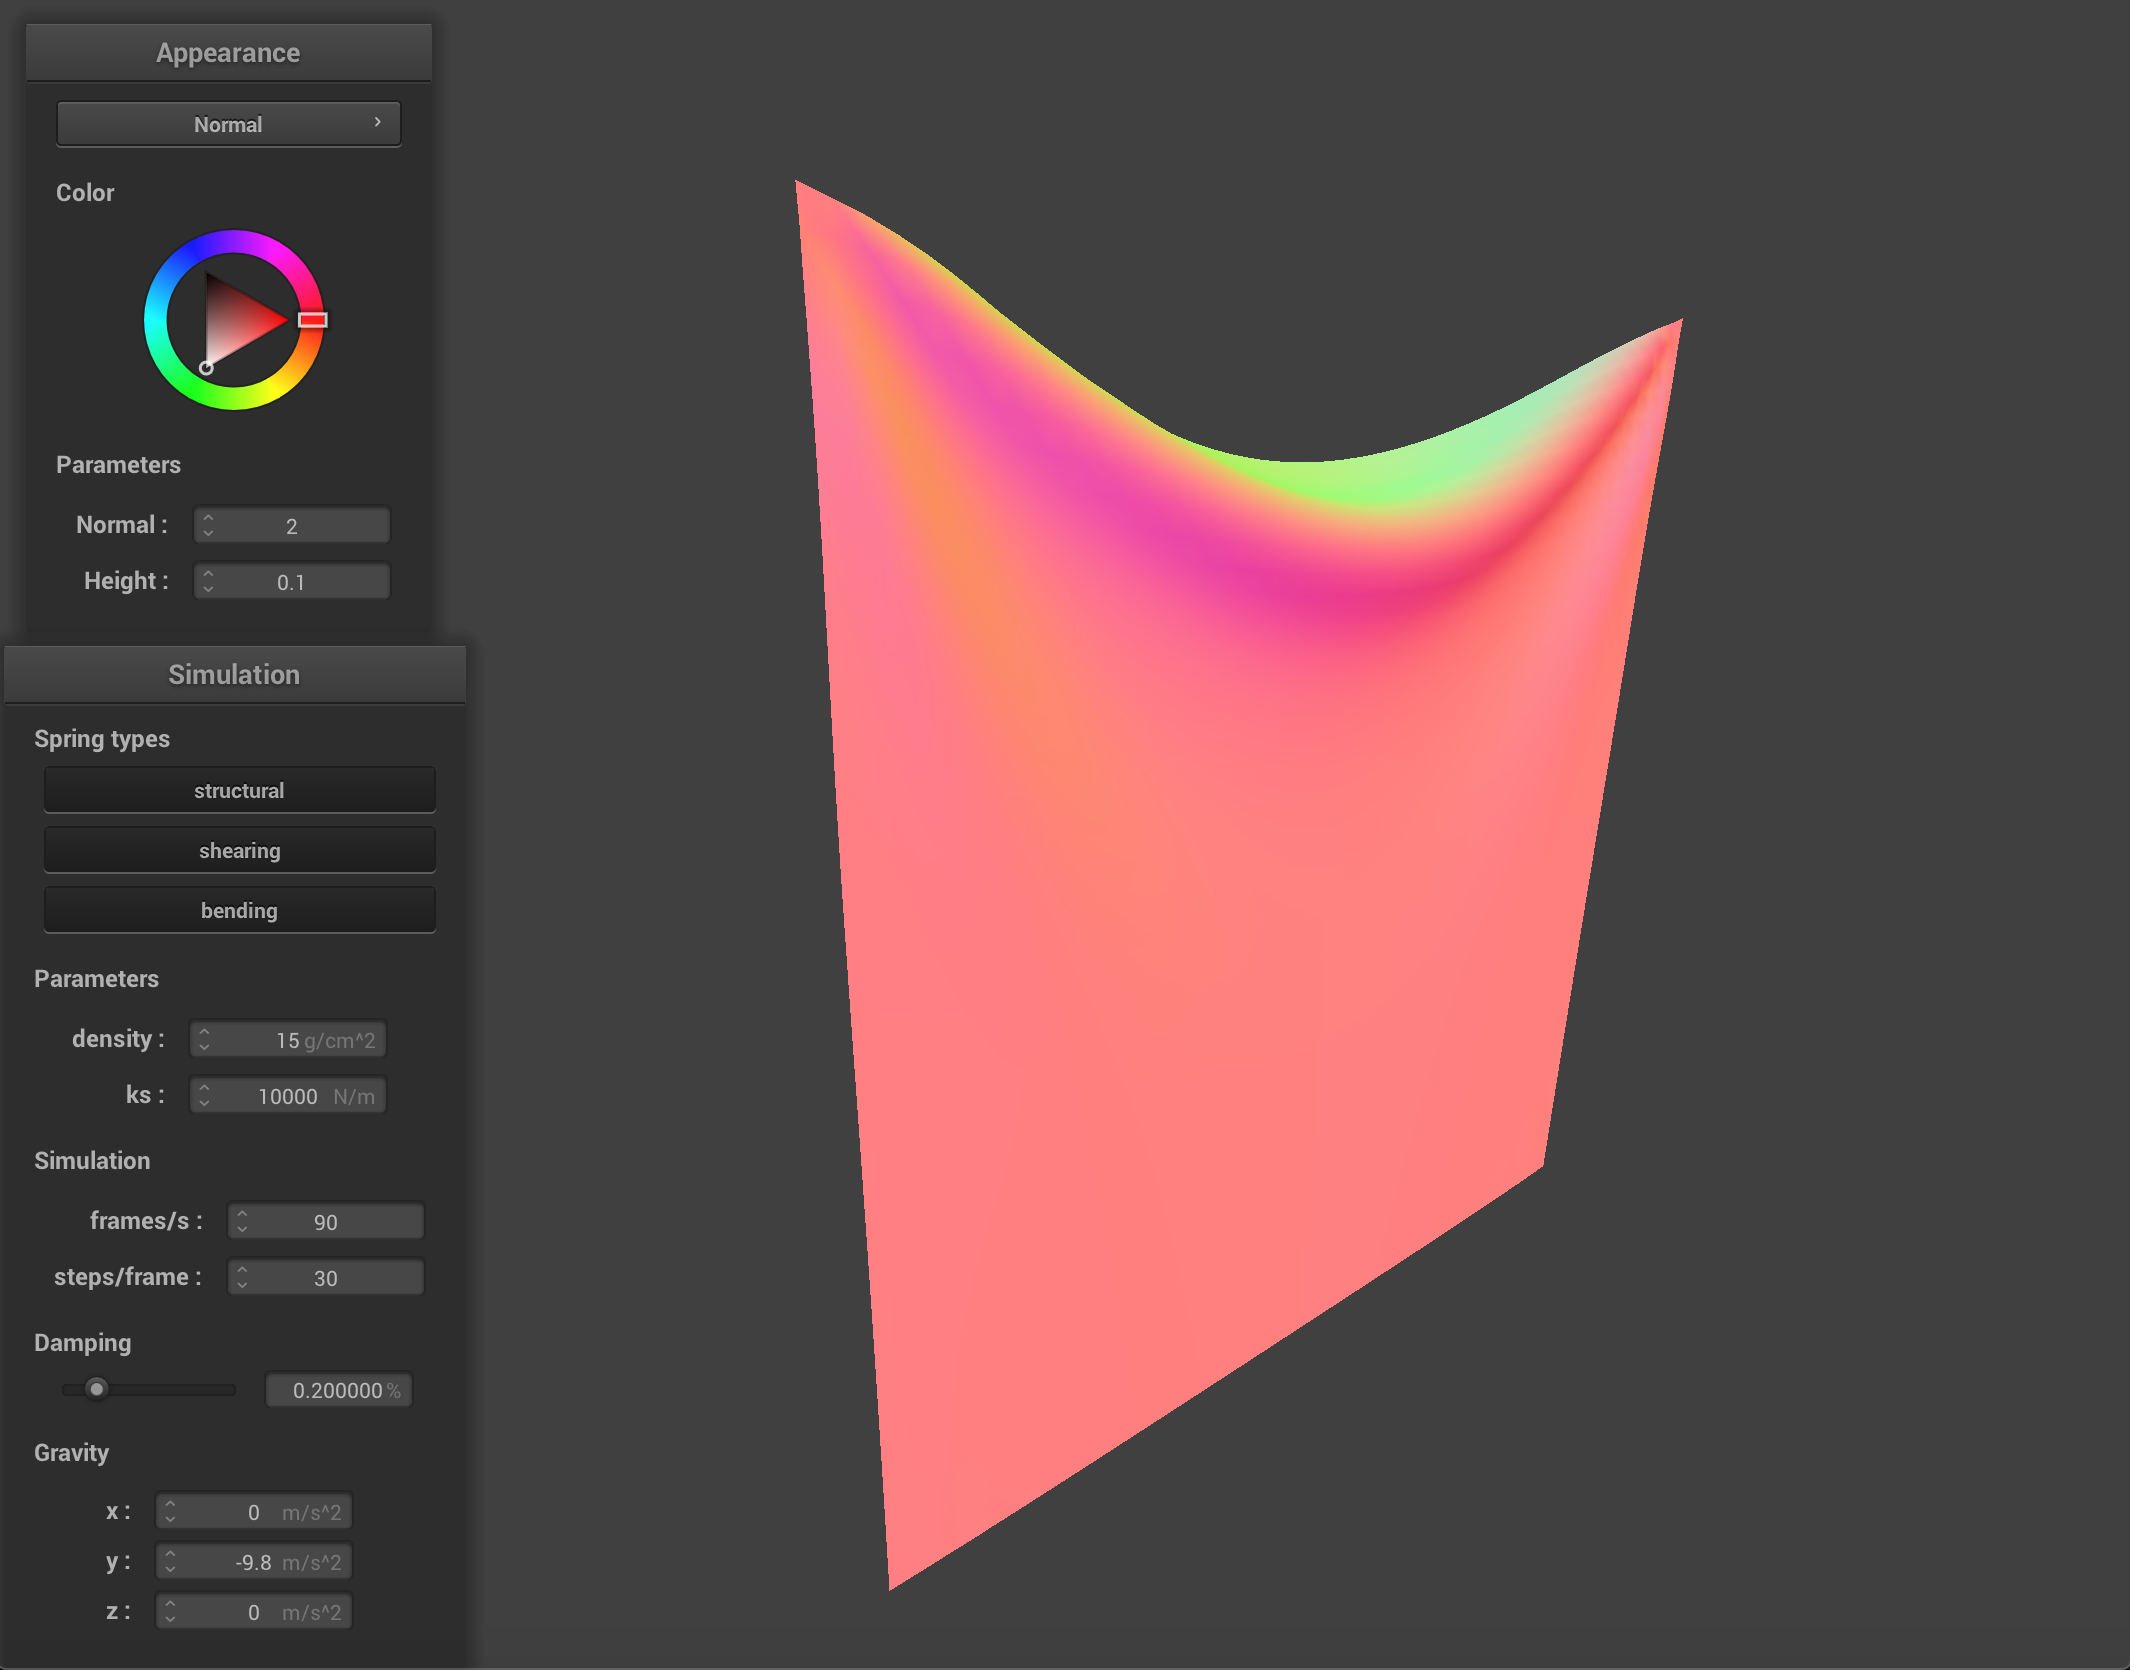 Appearance
Normal
Color
Parameters
Normal : 2
Height : 0.1
Simulation
Spring types
structural
shearing
bending
Parameters
density : 15 g/cm^2
ks : 10000 N/m
Simulation
frames/s : 90
steps/frame : 30
Damping
0.200000 %
Gravity
x : 0 m/s^2
y : -9.8 m/s^2
z : 0 m/s^2